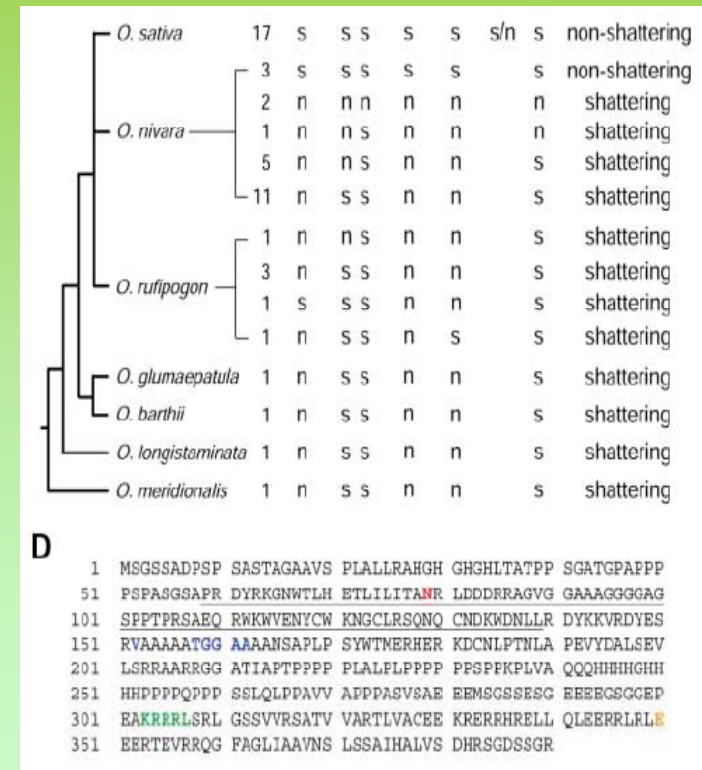 O. sativa 17 s s s s s s/n s non-shattering
3 s s s s s s non-shattering
2 n n n n n n shattering
O. nivara 1 n n s n n n shattering
5 n n s n n s shattering
11 n s s n n s shattering
1 n n s n n s shattering
3 n s s n n s shattering
O. rufipogon 1 s s s n n s shattering
1 n s s n s s shattering
O. glumaepatula 1 n s s n n s shattering
O. barthii 1 n s s n n s shattering
O. longistaminata 1 n s s n n s shattering
O. meridionalis 1 n s s n n s shattering
D
1 MSGSSADPSP SASTAGAAVS PLALLRAHGH GHGHLTATPP SGATGPAPPP
51 PSPASGSAPR DYRKGNWTLH ETLILITANR LDDDRRAGVG GAAAGGGGAG
101 SPPTPRSAEQ RWKWVENYCW KNGCLRSQNQ CNDKWDNLLR DYKKVRDYES
151 RVAAAAATGG AAAANSAPLP SYWTMERHER KDCNLPTNLA PEVYDALSEV
201 LSRRAARRGG ATIAPTPPPP PLALPLPPPP PPSPPKPLVA QQQHHHHGHH
251 HHPPPPQPPP SSLQLPPAVV APPPASVSAE EEMSGSSESG EEEEGSGGEP
301 EAKRRRLSRL GSSVVRSATV VARTLVACEE KRERRHRELL QLEERRLRLE
351 EERTEVRRQG FAGLIAAVNS LSSAIHALVS DHRSGDSSGR